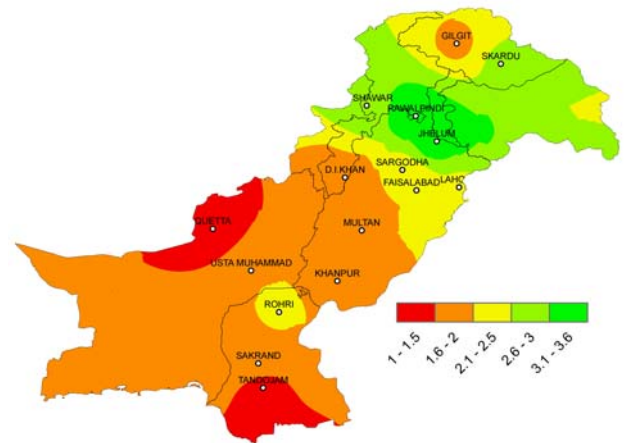 GILGIT
SKARDU
SHAWAR
RAWALPINDI
JHELUM
SARGODHA
D.I.KHAN
FAISALABAD
LAHO
QUETTA
MULTAN
USTA MUHAMMAD
KHANPUR
ROHRI
SAKRAND
TANDOJAM
1 - 1.5
1.6 - 2
2.1 - 2.5
2.6 - 3
3.1 - 3.6